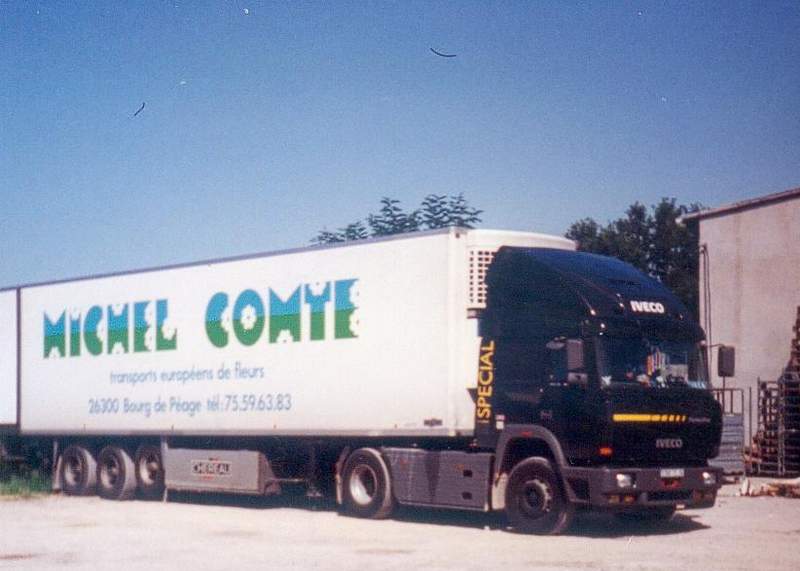 MICHEL COMTE
transports européens de fleurs
26300 Bourg de Péage tél:75.59.63.83
SPECIAL
IVECO
IVECO
CHEREAU